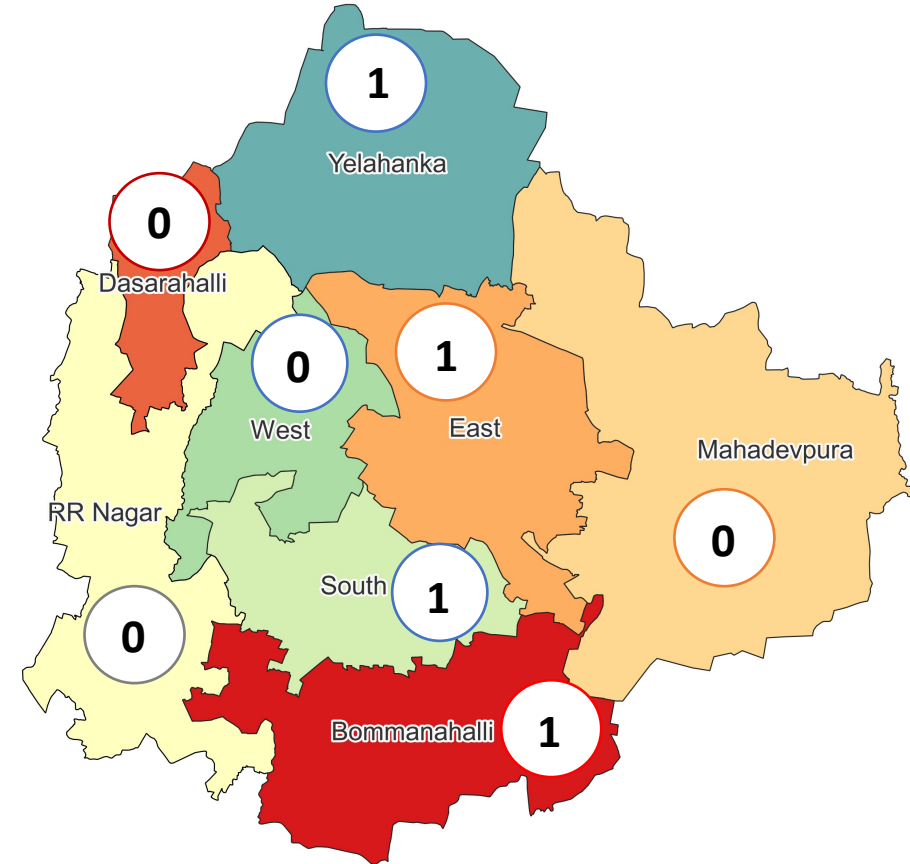 1
Yelahanka
0
Dasarahalli
0
1
West
East
Mahadevpura
RR Nagar
0
South
1
0
Bommanahalli
1